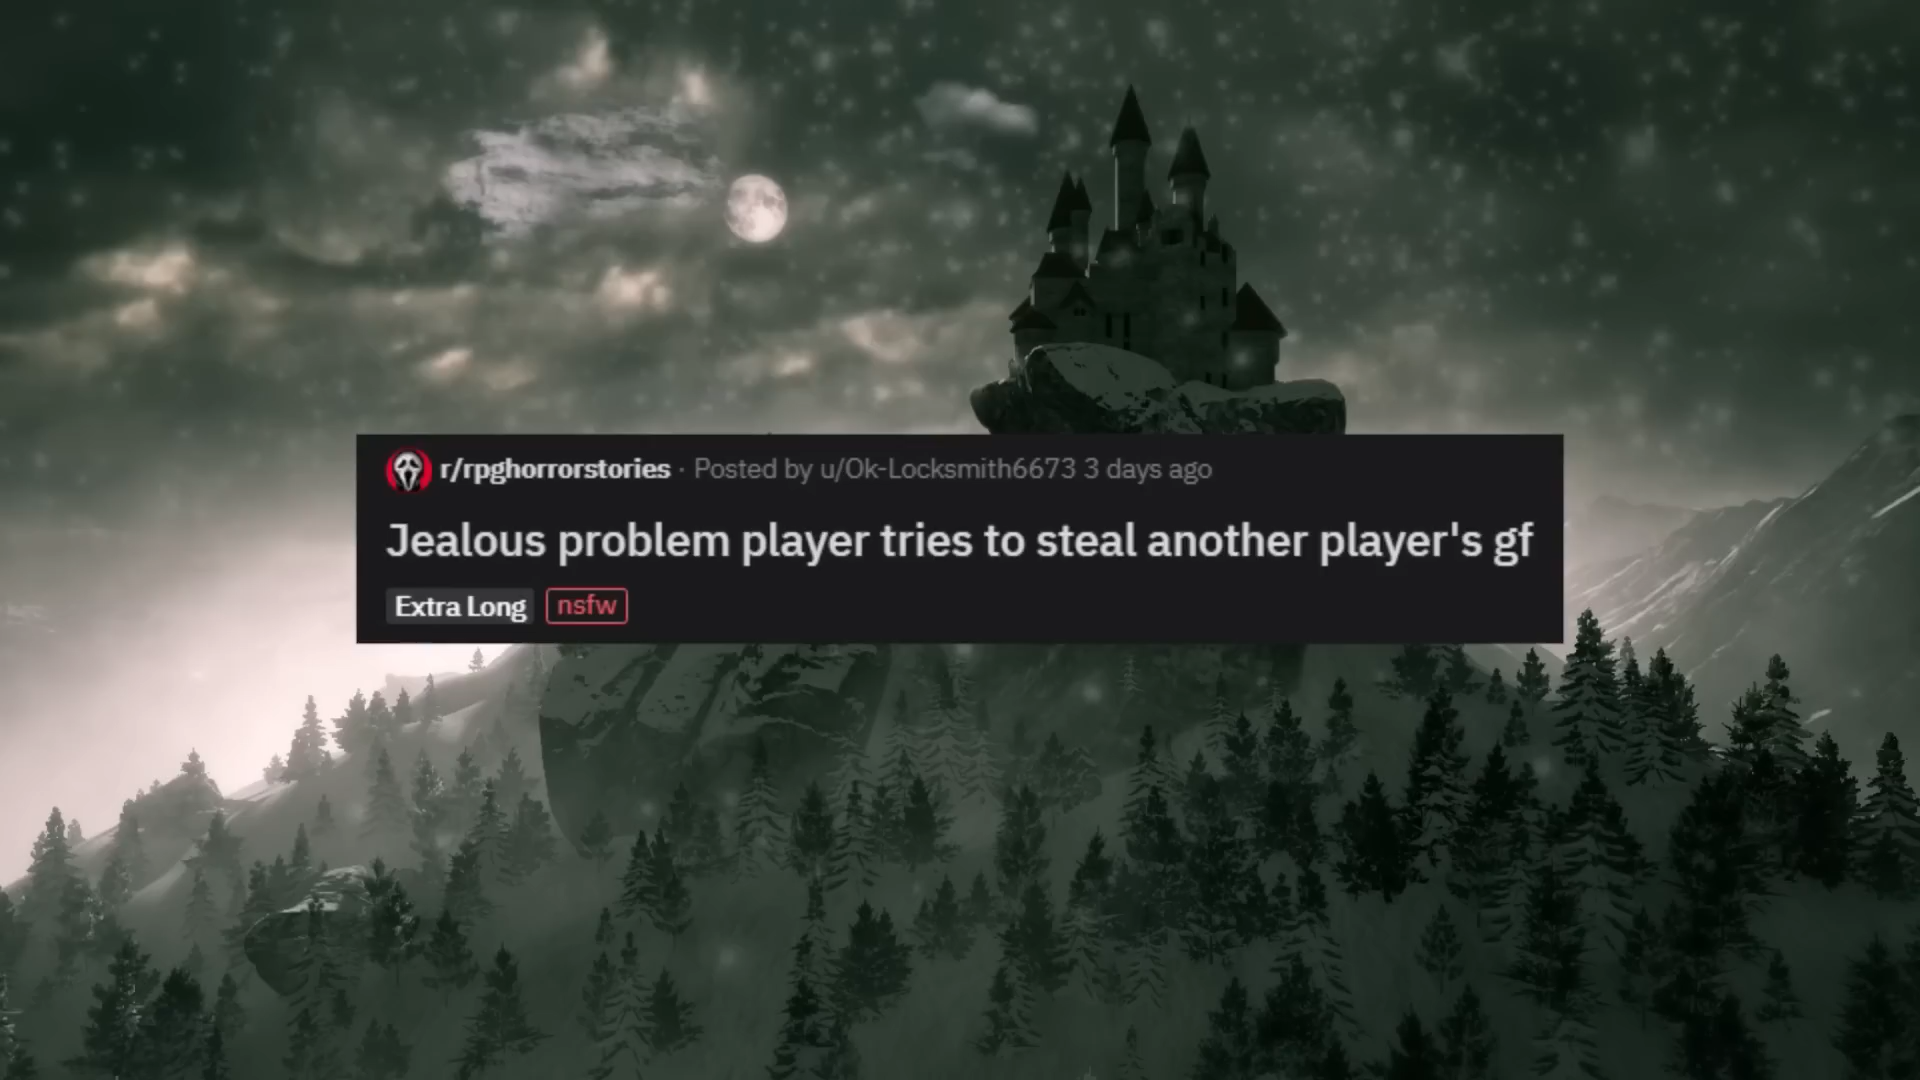 r/rpghorrorstories · Posted by u/Ok-Locksmith6673 3 days ago
Jealous problem player tries to steal another player's gf
Extra Long nsfw